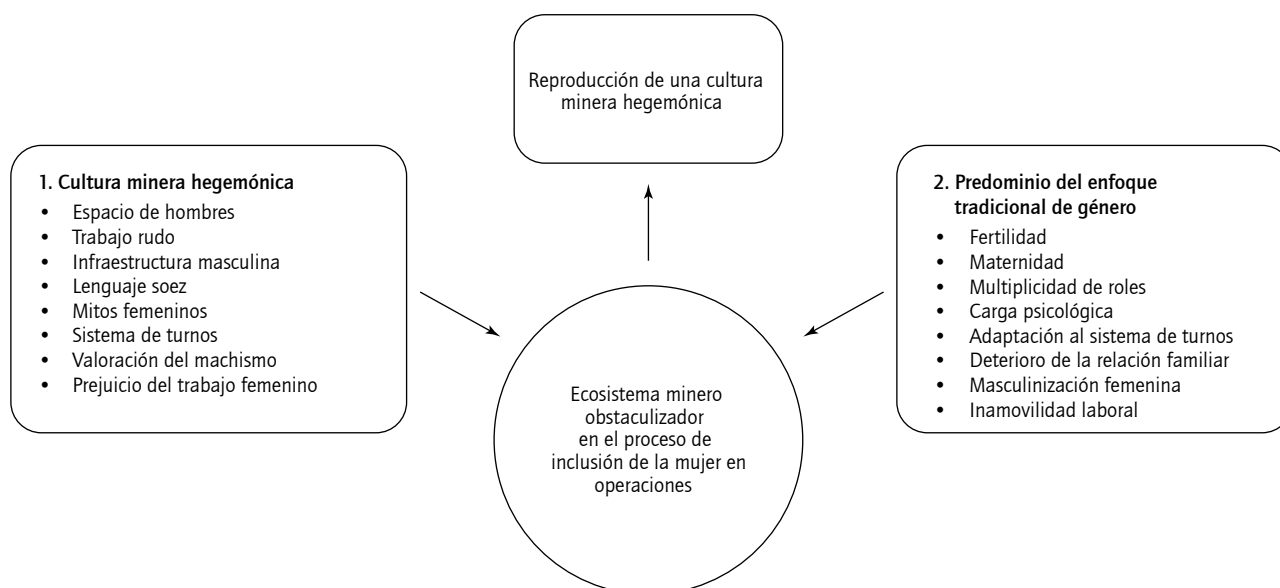 Reproducción de una cultura
minera hegemónica
1. Cultura minera hegemónica
• Espacio de hombres
• Trabajo rudo
• Infraestructura masculina
• Lenguaje soez
• Mitos femeninos
• Sistema de turnos
• Valoración del machismo
• Prejuicio del trabajo femenino
2. Predominio del enfoque
tradicional de género
• Fertilidad
• Maternidad
• Multiplicidad de roles
• Carga psicológica
• Adaptación al sistema de turnos
• Deterioro de la relación familiar
• Masculinización femenina
• Inamovilidad laboral
Ecosistema minero
obstaculizador
en el proceso de
inclusión de la mujer en
operaciones